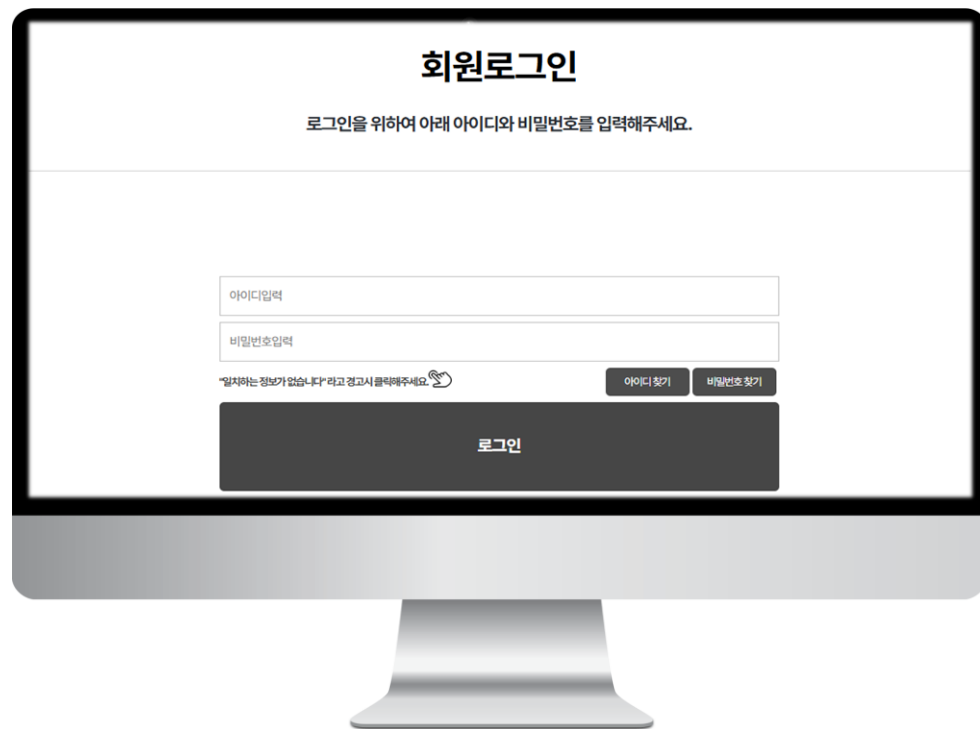 회원로그인
로그인을 위하여 아래 아이디와 비밀번호를 입력해주세요.
아이디입력
비밀번호입력
"일치하는 정보가 없습니다" 라고 경고시 클릭해주세요.
아이디 찾기 비밀번호 찾기
로그인